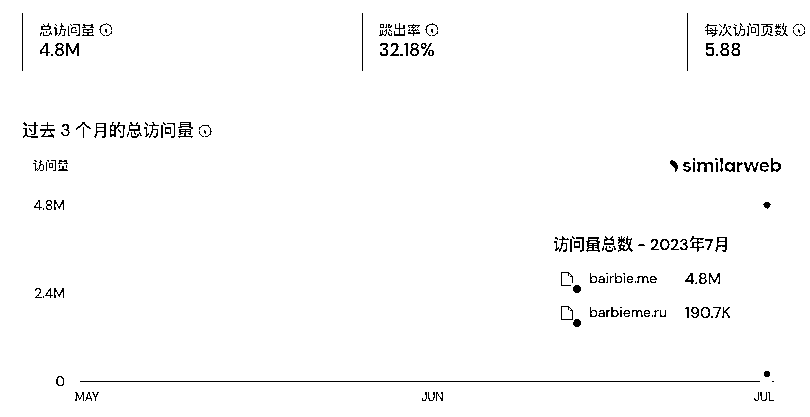 总访问量
4.8M
跳出率
32.18%
每次访问页数
5.88
过去 3 个月的总访问量
访问量
similarweb
4.8M
访问量总数 - 2023年7月
bairbie.me 4.8M
2.4M
barbieme.ru 190.7K
0
MAY JUN JUL